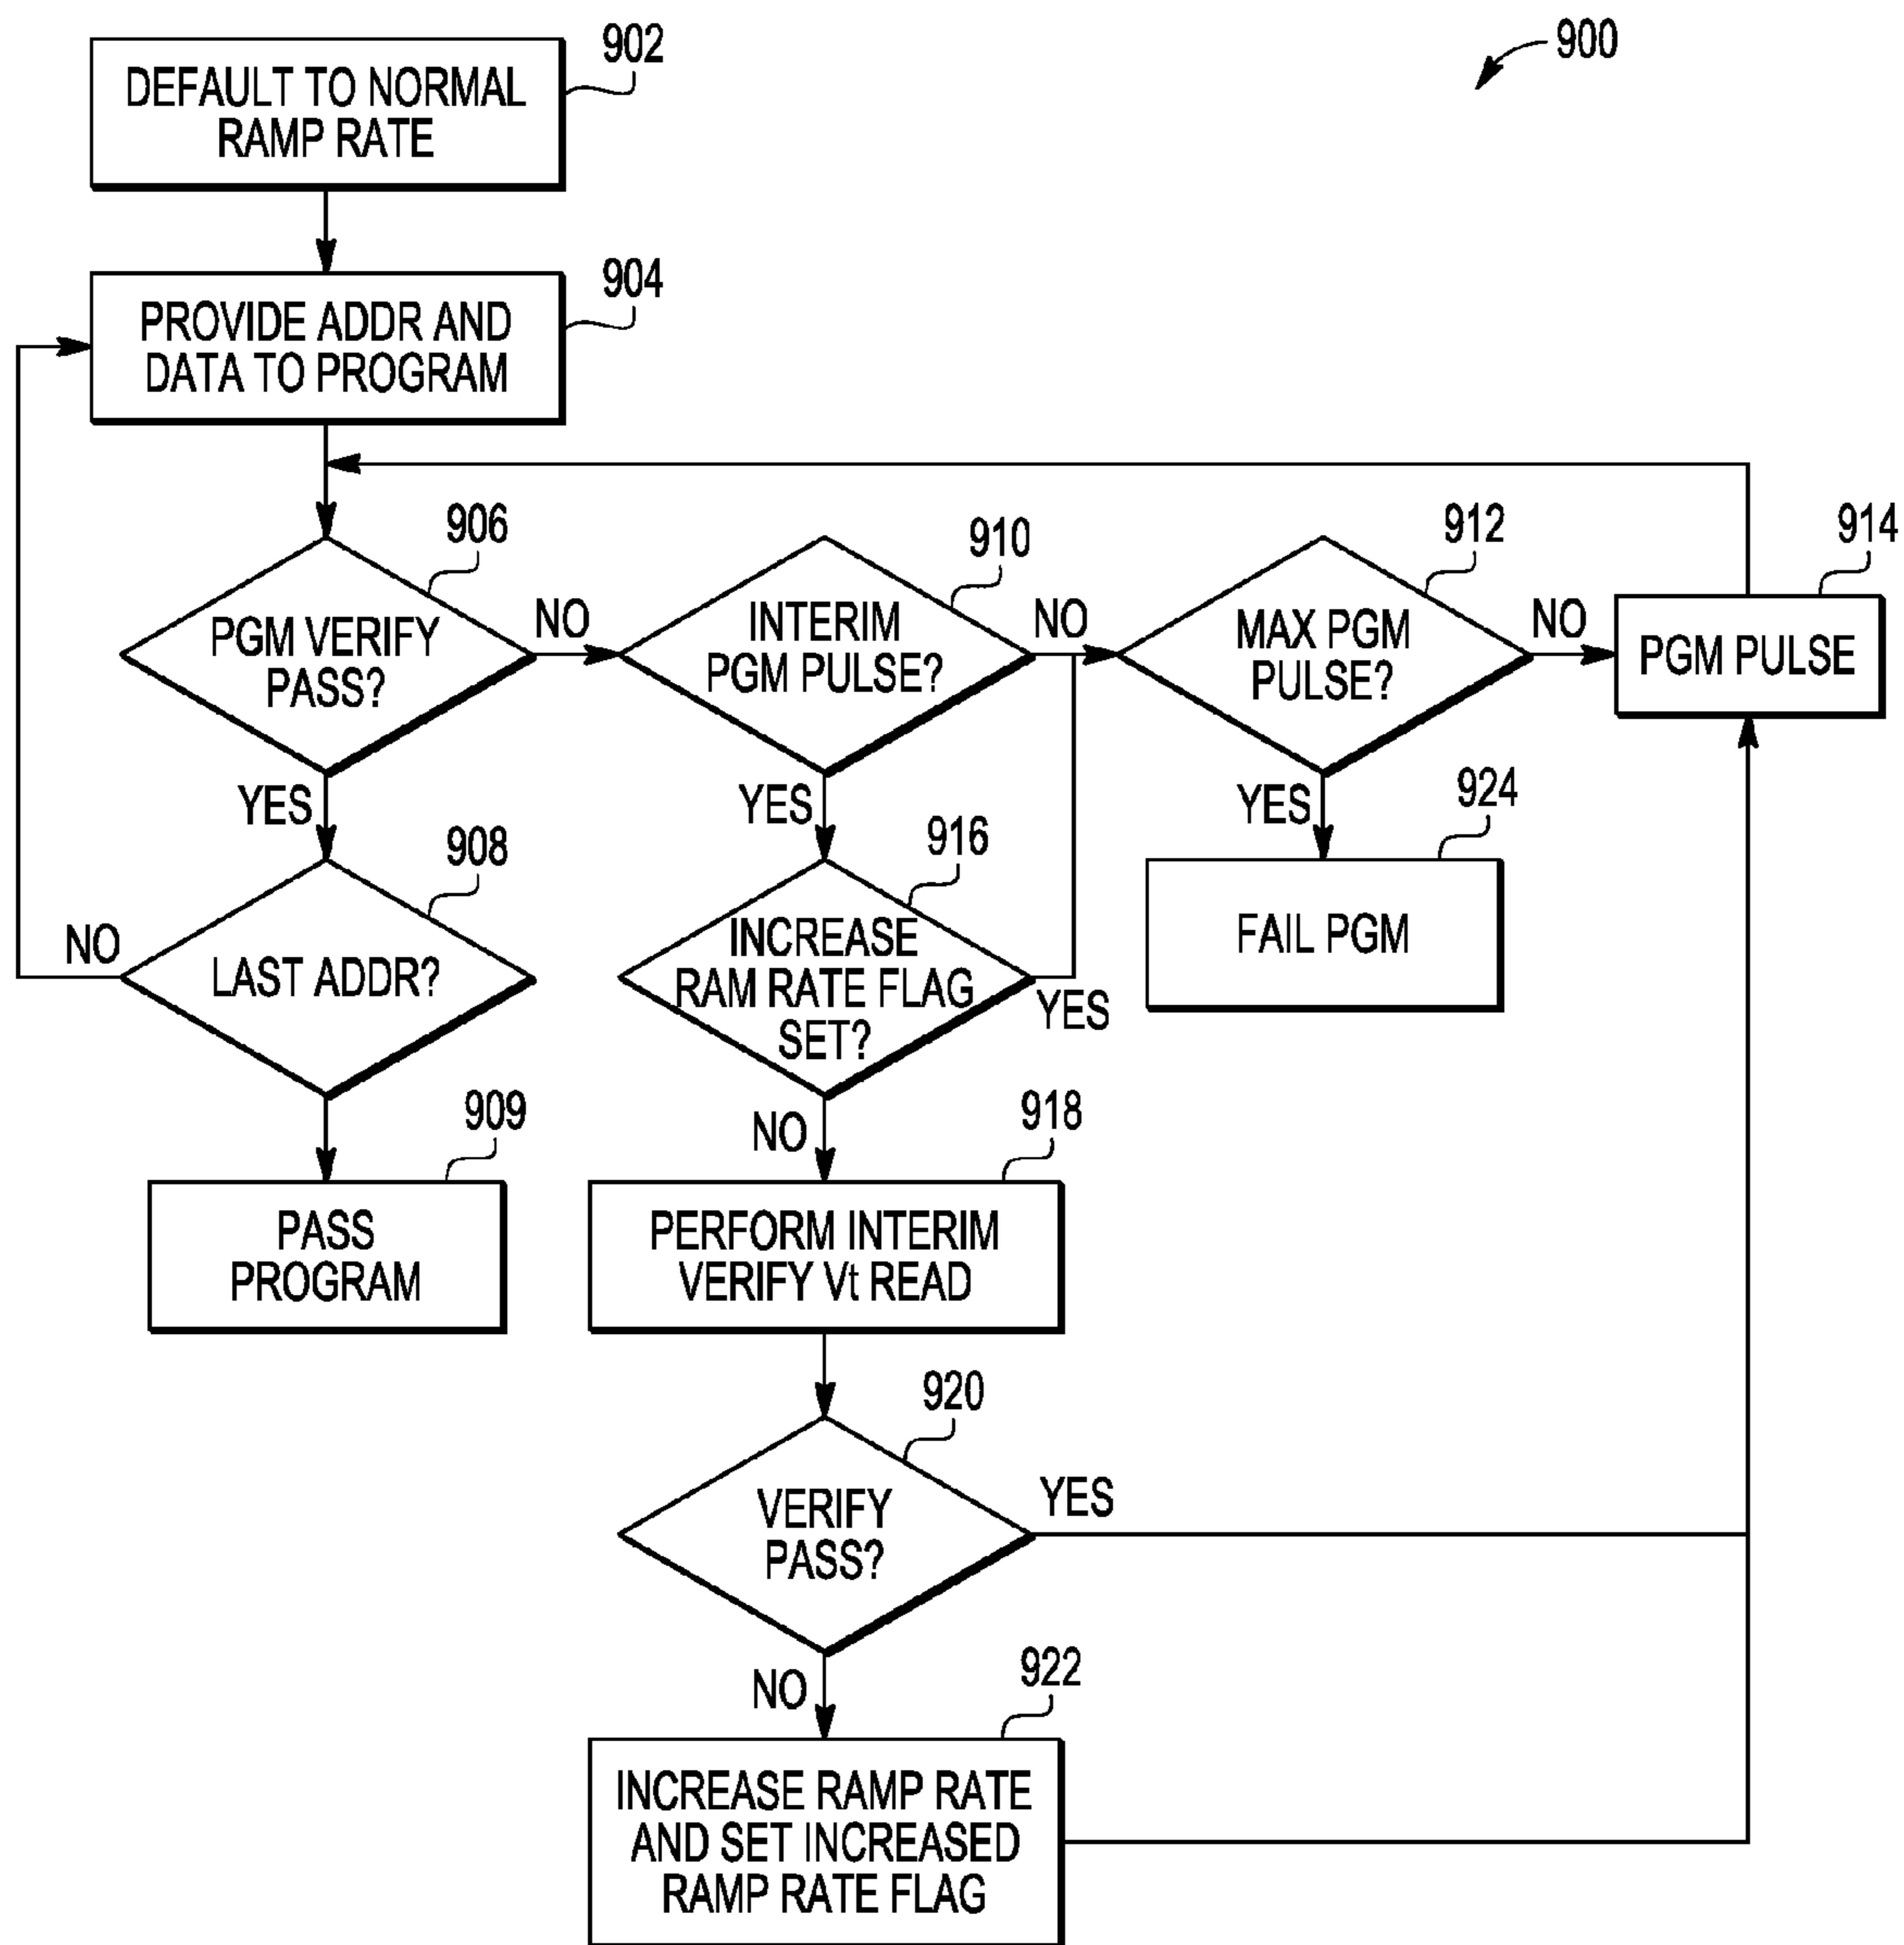 900
902
DEFAULT TO NORMAL
RAMP RATE
904
PROVIDE ADDR AND
DATA TO PROGRAM
906
PGM VERIFY
PASS?
NO
YES
910
INTERIM
PGM PULSE?
NO
YES
912
MAX PGM
PULSE?
NO
YES
914
PGM PULSE
908
LAST ADDR?
NO
916
INCREASE
RAM RATE FLAG
SET?
YES
NO
924
FAIL PGM
909
PASS
PROGRAM
918
PERFORM INTERIM
VERIFY Vt READ
920
VERIFY
PASS?
YES
NO
922
INCREASE RAMP RATE
AND SET INCREASED
RAMP RATE FLAG